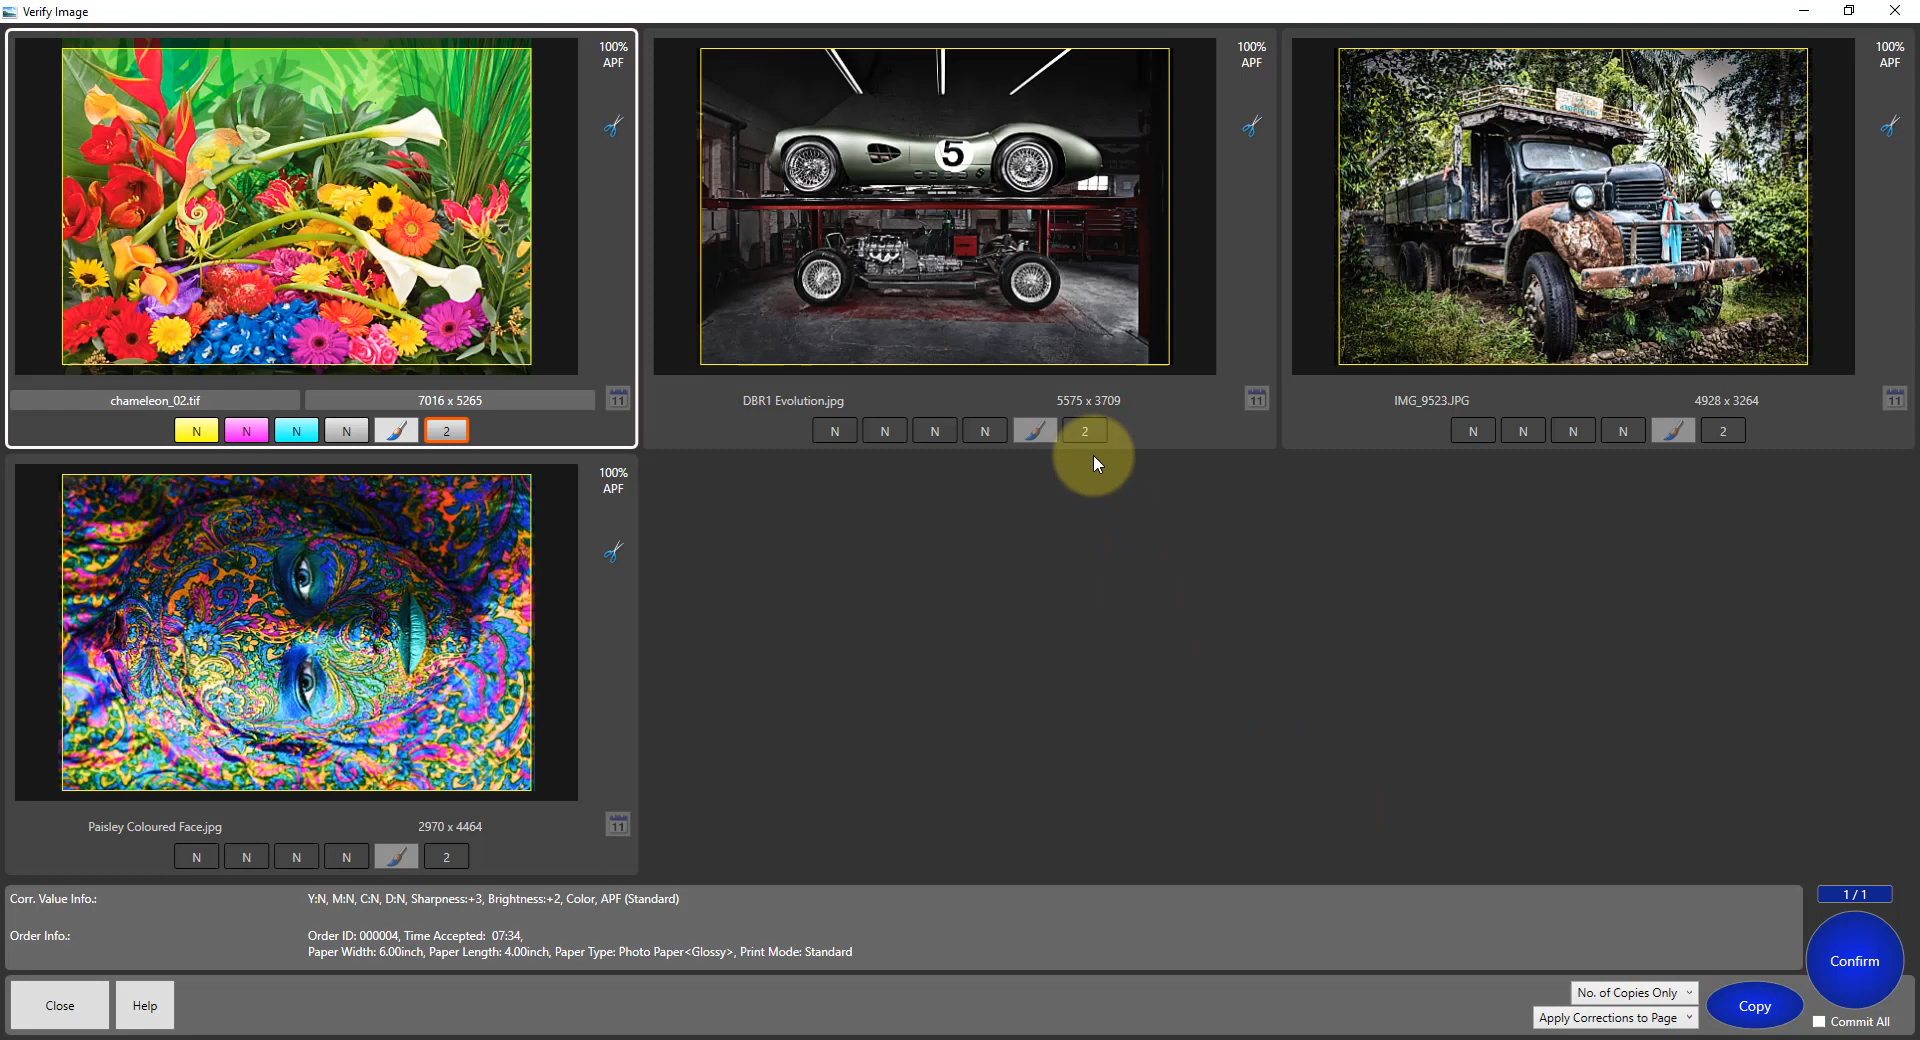 Verify Image
100%
APF
100%
APF
100%
APF
5
chameleon_02.tif
7016 x 5265
11
DBR1 Evolution.jpg
5575 x 3709
11
IMG_9523.JPG
4928 x 3264
11
N N N N 2
N N N N 2
N N N N 2
100%
APF
Paisley Coloured Face.jpg
2970 x 4464
11
N N N N 2
Corr. Value Info.:
Y:N, M:N, C:N, D:N, Sharpness:+3, Brightness:+2, Color, APF (Standard)
1 / 1
Order Info.:
Order ID: 000004, Time Accepted: 07:34,
Paper Width: 6.00inch, Paper Length: 4.00inch, Paper Type: Photo Paper<Glossy>, Print Mode: Standard
Confirm
Close
Help
No. of Copies Only
Apply Corrections to Page
Copy
Commit All